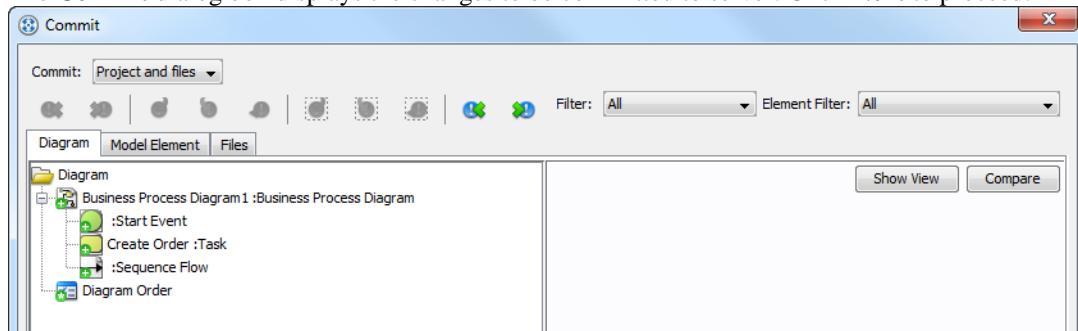 Commit
Commit: Project and files
Filter: All Element Filter: All
Diagram Model Element Files
Diagram
Show View Compare
Business Process Diagram1 :Business Process Diagram
:Start Event
Create Order :Task
:Sequence Flow
Diagram Order